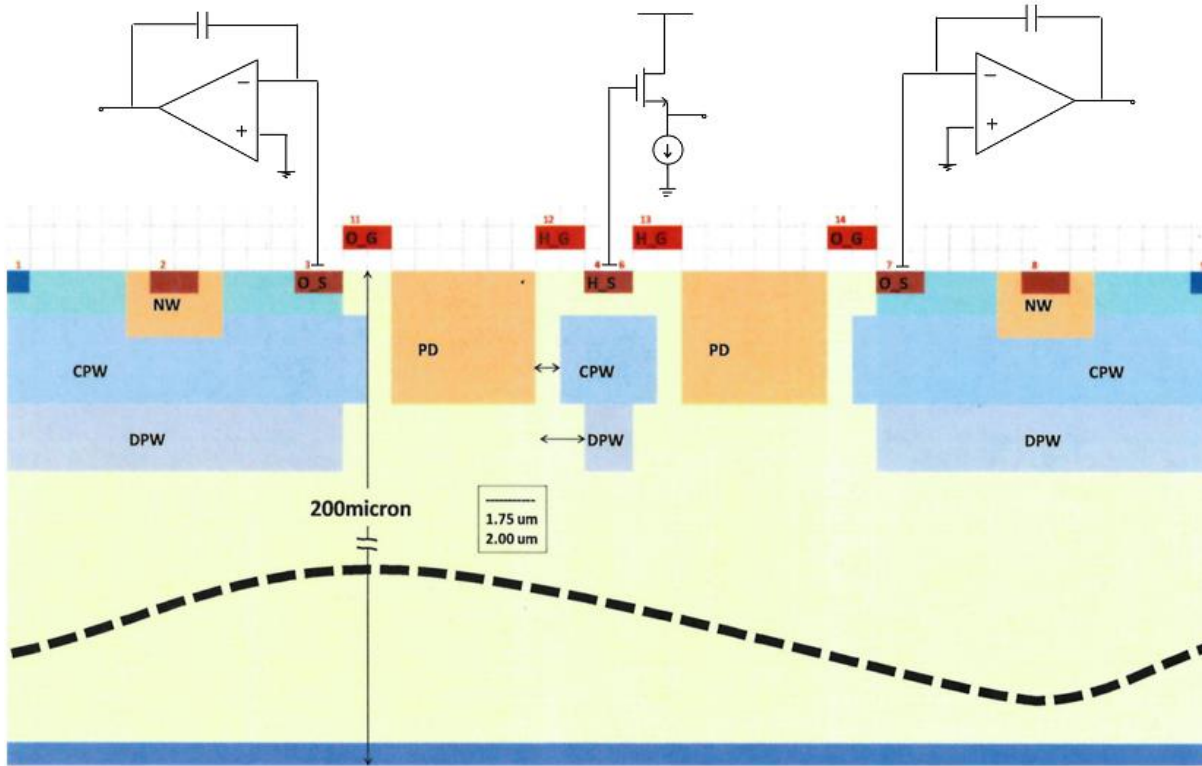 −
+
−
+
11
12
13
14
O_G
H_G
H_G
O_G
1
2
3
4
6
7
8
O_S
H_S
O_S
NW
NW
PD
PD
CPW
CPW
CPW
DPW
DPW
DPW
200micron
1.75 um
2.00 um